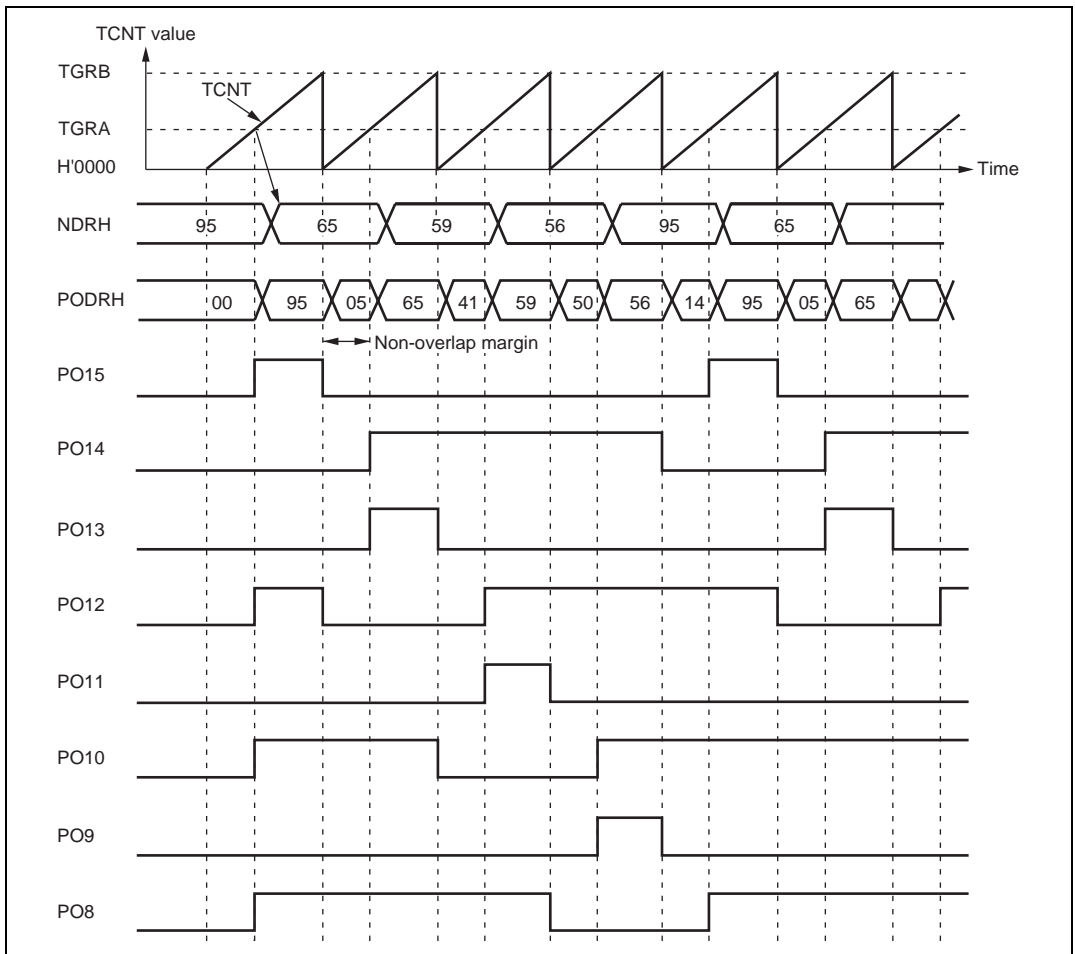 TCNT value
TGRB
TCNT
TGRA
H'0000
Time
NDRH 95 65 59 56 95 65
PODRH 00 95 05 65 41 59 50 56 14 95 05 65
Non-overlap margin
PO15
PO14
PO13
PO12
PO11
PO10
PO9
PO8